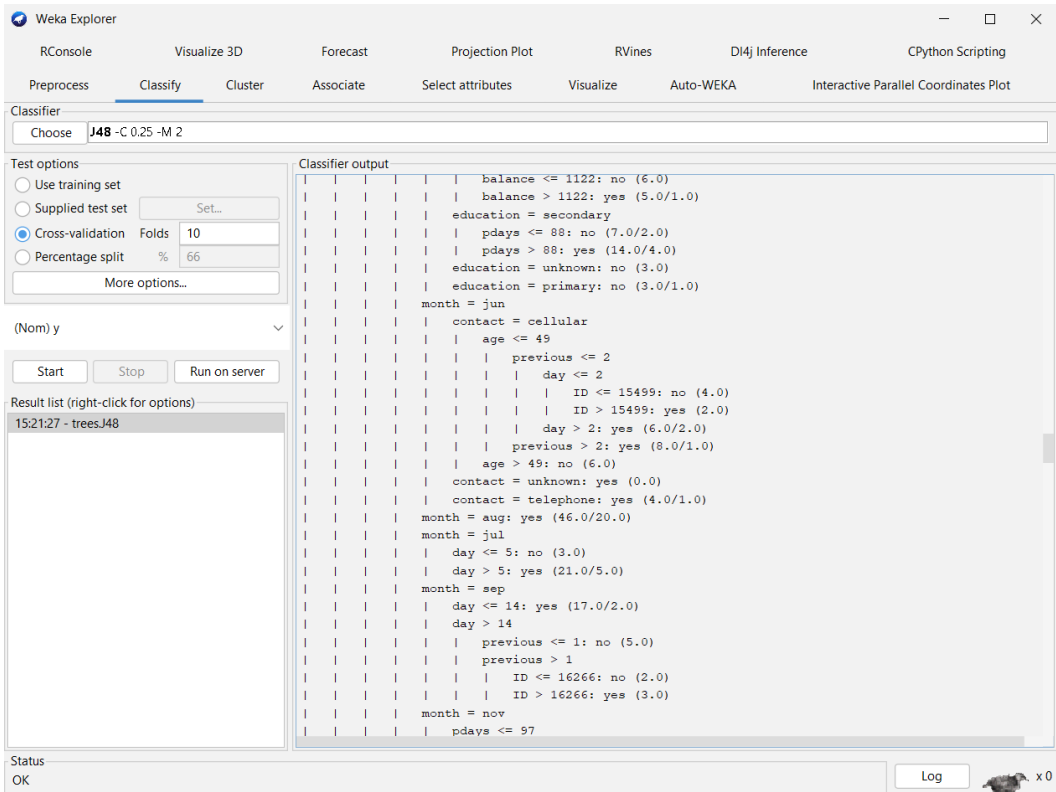 Weka Explorer
RConsole Visualize 3D Forecast Projection Plot RVines Dl4j Inference CPython Scripting
Preprocess Classify Cluster Associate Select attributes Visualize Auto-WEKA Interactive Parallel Coordinates Plot
Classifier
Choose J48 -C 0.25 -M 2
Test options
Use training set
Supplied test set Set...
Cross-validation Folds 10
Percentage split % 66
More options...
(Nom) y
Start Stop Run on server
Result list (right-click for options)
15:21:27 - trees.J48
Classifier output
| | | | | | balance <= 1122: no (6.0)
| | | | | | balance > 1122: yes (5.0/1.0)
| | | | | education = secondary
| | | | | | pdays <= 88: no (7.0/2.0)
| | | | | | pdays > 88: yes (14.0/4.0)
| | | | | education = unknown: no (3.0)
| | | | | education = primary: no (3.0/1.0)
| | | | month = jun
| | | | | contact = cellular
| | | | | | age <= 49
| | | | | | | previous <= 2
| | | | | | | | day <= 2
| | | | | | | | | ID <= 15499: no (4.0)
| | | | | | | | | ID > 15499: yes (2.0)
| | | | | | | | day > 2: yes (6.0/2.0)
| | | | | | | previous > 2: yes (8.0/1.0)
| | | | | | age > 49: no (6.0)
| | | | | contact = unknown: yes (0.0)
| | | | | contact = telephone: yes (4.0/1.0)
| | | | month = aug: yes (46.0/20.0)
| | | | month = jul
| | | | | day <= 5: no (3.0)
| | | | | day > 5: yes (21.0/5.0)
| | | | month = sep
| | | | | day <= 14: yes (17.0/2.0)
| | | | | day > 14
| | | | | | previous <= 1: no (5.0)
| | | | | | previous > 1
| | | | | | | ID <= 16266: no (2.0)
| | | | | | | ID > 16266: yes (3.0)
| | | | month = nov
| | | | | pdays <= 97
Status
OK
Log x 0